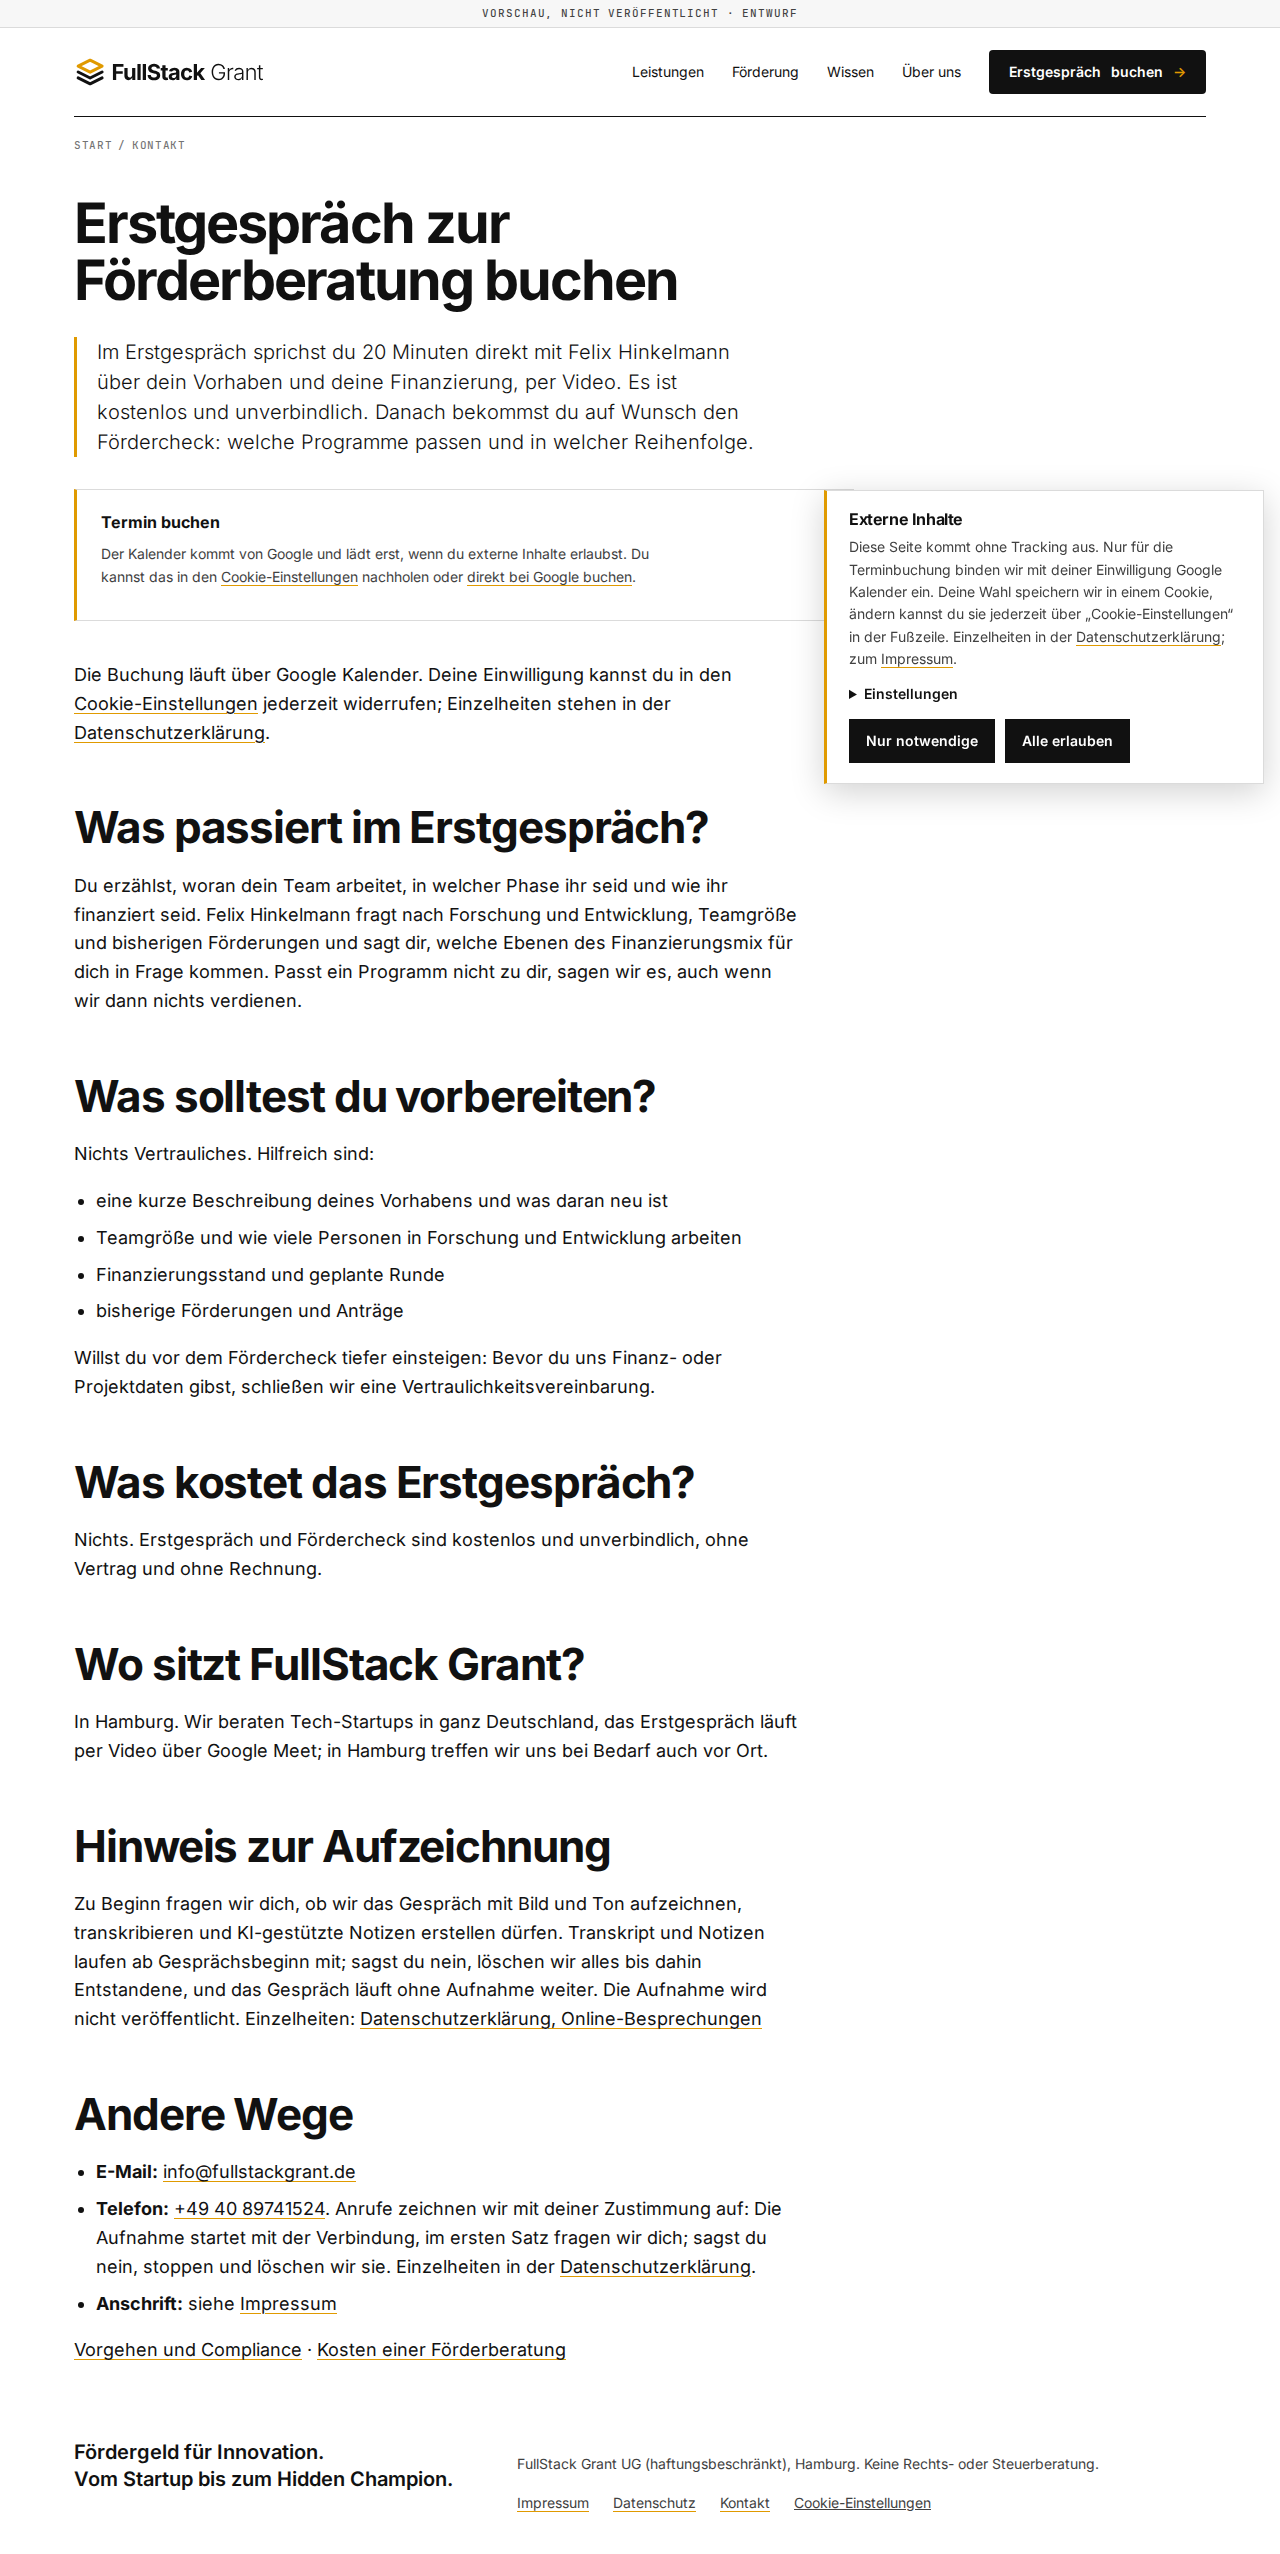 VORSCHAU, NICHT VERÖFFENTLICHT · ENTWURF
FullStack Grant
Leistungen Förderung Wissen Über uns Erstgespräch buchen →
START / KONTAKT
Erstgespräch zur
Förderberatung buchen
Im Erstgespräch sprichst du 20 Minuten direkt mit Felix Hinkelmann
über dein Vorhaben und deine Finanzierung, per Video. Es ist
kostenlos und unverbindlich. Danach bekommst du auf Wunsch den
Fördercheck: welche Programme passen und in welcher Reihenfolge.
Termin buchen
Der Kalender kommt von Google und lädt erst, wenn du externe Inhalte erlaubst. Du
kannst das in den Cookie-Einstellungen nachholen oder direkt bei Google buchen.
Externe Inhalte
Diese Seite kommt ohne Tracking aus. Nur für die
Terminbuchung binden wir mit deiner Einwilligung Google
Kalender ein. Deine Wahl speichern wir in einem Cookie,
ändern kannst du sie jederzeit über „Cookie-Einstellungen“
in der Fußzeile. Einzelheiten in der Datenschutzerklärung;
zum Impressum.
▶ Einstellungen
Nur notwendige Alle erlauben
Die Buchung läuft über Google Kalender. Deine Einwilligung kannst du in den
Cookie-Einstellungen jederzeit widerrufen; Einzelheiten stehen in der
Datenschutzerklärung.
Was passiert im Erstgespräch?
Du erzählst, woran dein Team arbeitet, in welcher Phase ihr seid und wie ihr
finanziert seid. Felix Hinkelmann fragt nach Forschung und Entwicklung, Teamgröße
und bisherigen Förderungen und sagt dir, welche Ebenen des Finanzierungsmix für
dich in Frage kommen. Passt ein Programm nicht zu dir, sagen wir es, auch wenn
wir dann nichts verdienen.
Was solltest du vorbereiten?
Nichts Vertrauliches. Hilfreich sind:
• eine kurze Beschreibung deines Vorhabens und was daran neu ist
• Teamgröße und wie viele Personen in Forschung und Entwicklung arbeiten
• Finanzierungsstand und geplante Runde
• bisherige Förderungen und Anträge
Willst du vor dem Fördercheck tiefer einsteigen: Bevor du uns Finanz- oder
Projektdaten gibst, schließen wir eine Vertraulichkeitsvereinbarung.
Was kostet das Erstgespräch?
Nichts. Erstgespräch und Fördercheck sind kostenlos und unverbindlich, ohne
Vertrag und ohne Rechnung.
Wo sitzt FullStack Grant?
In Hamburg. Wir beraten Tech-Startups in ganz Deutschland, das Erstgespräch läuft
per Video über Google Meet; in Hamburg treffen wir uns bei Bedarf auch vor Ort.
Hinweis zur Aufzeichnung
Zu Beginn fragen wir dich, ob wir das Gespräch mit Bild und Ton aufzeichnen,
transkribieren und KI-gestützte Notizen erstellen dürfen. Transkript und Notizen
laufen ab Gesprächsbeginn mit; sagst du nein, löschen wir alles bis dahin
Entstandene, und das Gespräch läuft ohne Aufnahme weiter. Die Aufnahme wird
nicht veröffentlicht. Einzelheiten: Datenschutzerklärung, Online-Besprechungen
Andere Wege
• E-Mail: info@fullstackgrant.de
• Telefon: +49 40 89741524. Anrufe zeichnen wir mit deiner Zustimmung auf: Die
Aufnahme startet mit der Verbindung, im ersten Satz fragen wir dich; sagst du
nein, stoppen und löschen wir sie. Einzelheiten in der Datenschutzerklärung.
• Anschrift: siehe Impressum
Vorgehen und Compliance · Kosten einer Förderberatung
Fördergeld für Innovation.
Vom Startup bis zum Hidden Champion.
FullStack Grant UG (haftungsbeschränkt), Hamburg. Keine Rechts- oder Steuerberatung.
Impressum Datenschutz Kontakt Cookie-Einstellungen